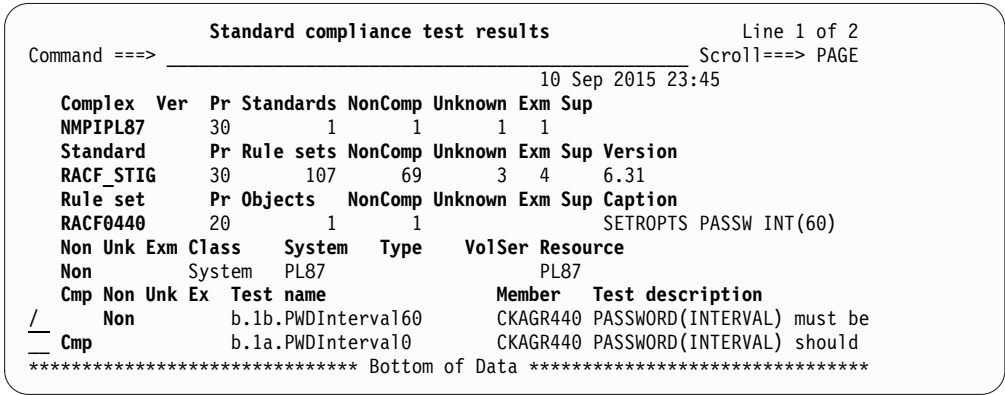 Standard compliance test results Line 1 of 2
Command ===> _________________________________________________ Scroll===> PAGE
10 Sep 2015 23:45
Complex Ver Pr Standards NonComp Unknown Exm Sup
NMPIPL87 30 1 1 1 1
Standard Pr Rule sets NonComp Unknown Exm Sup Version
RACF_STIG 30 107 69 3 4 6.31
Rule set Pr Objects NonComp Unknown Exm Sup Caption
RACF0440 20 1 1 SETROPTS PASSW INT(60)
Non Unk Exm Class System Type VolSer Resource
Non System PL87 PL87
Cmp Non Unk Ex Test name Member Test description
/ Non b.1b.PWDInterval60 CKAGR440 PASSWORD(INTERVAL) must be
__ Cmp b.1a.PWDInterval0 CKAGR440 PASSWORD(INTERVAL) should
******************************* Bottom of Data ********************************